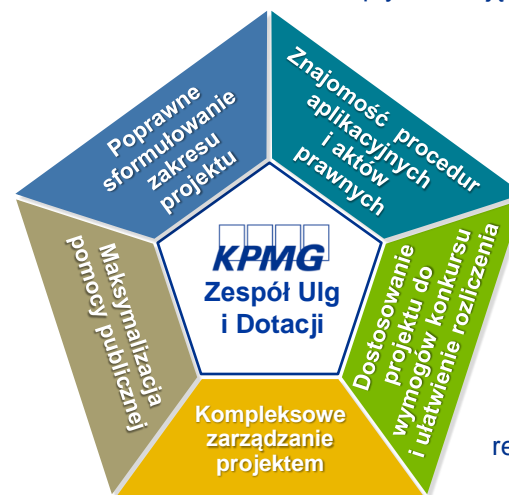 Poprawne
sformułowanie
zakresu
projektu
Znajomość procedur
aplikacyjnych
i aktów
prawnych
Maksymalizacja
pomocy publicznej
KPMG
Zespół Ulg
i Dotacji
Dostosowanie
projektu do
wymogów konkursu
i ułatwienie rozliczenia
Kompleksowe
zarządzanie
projektem
re